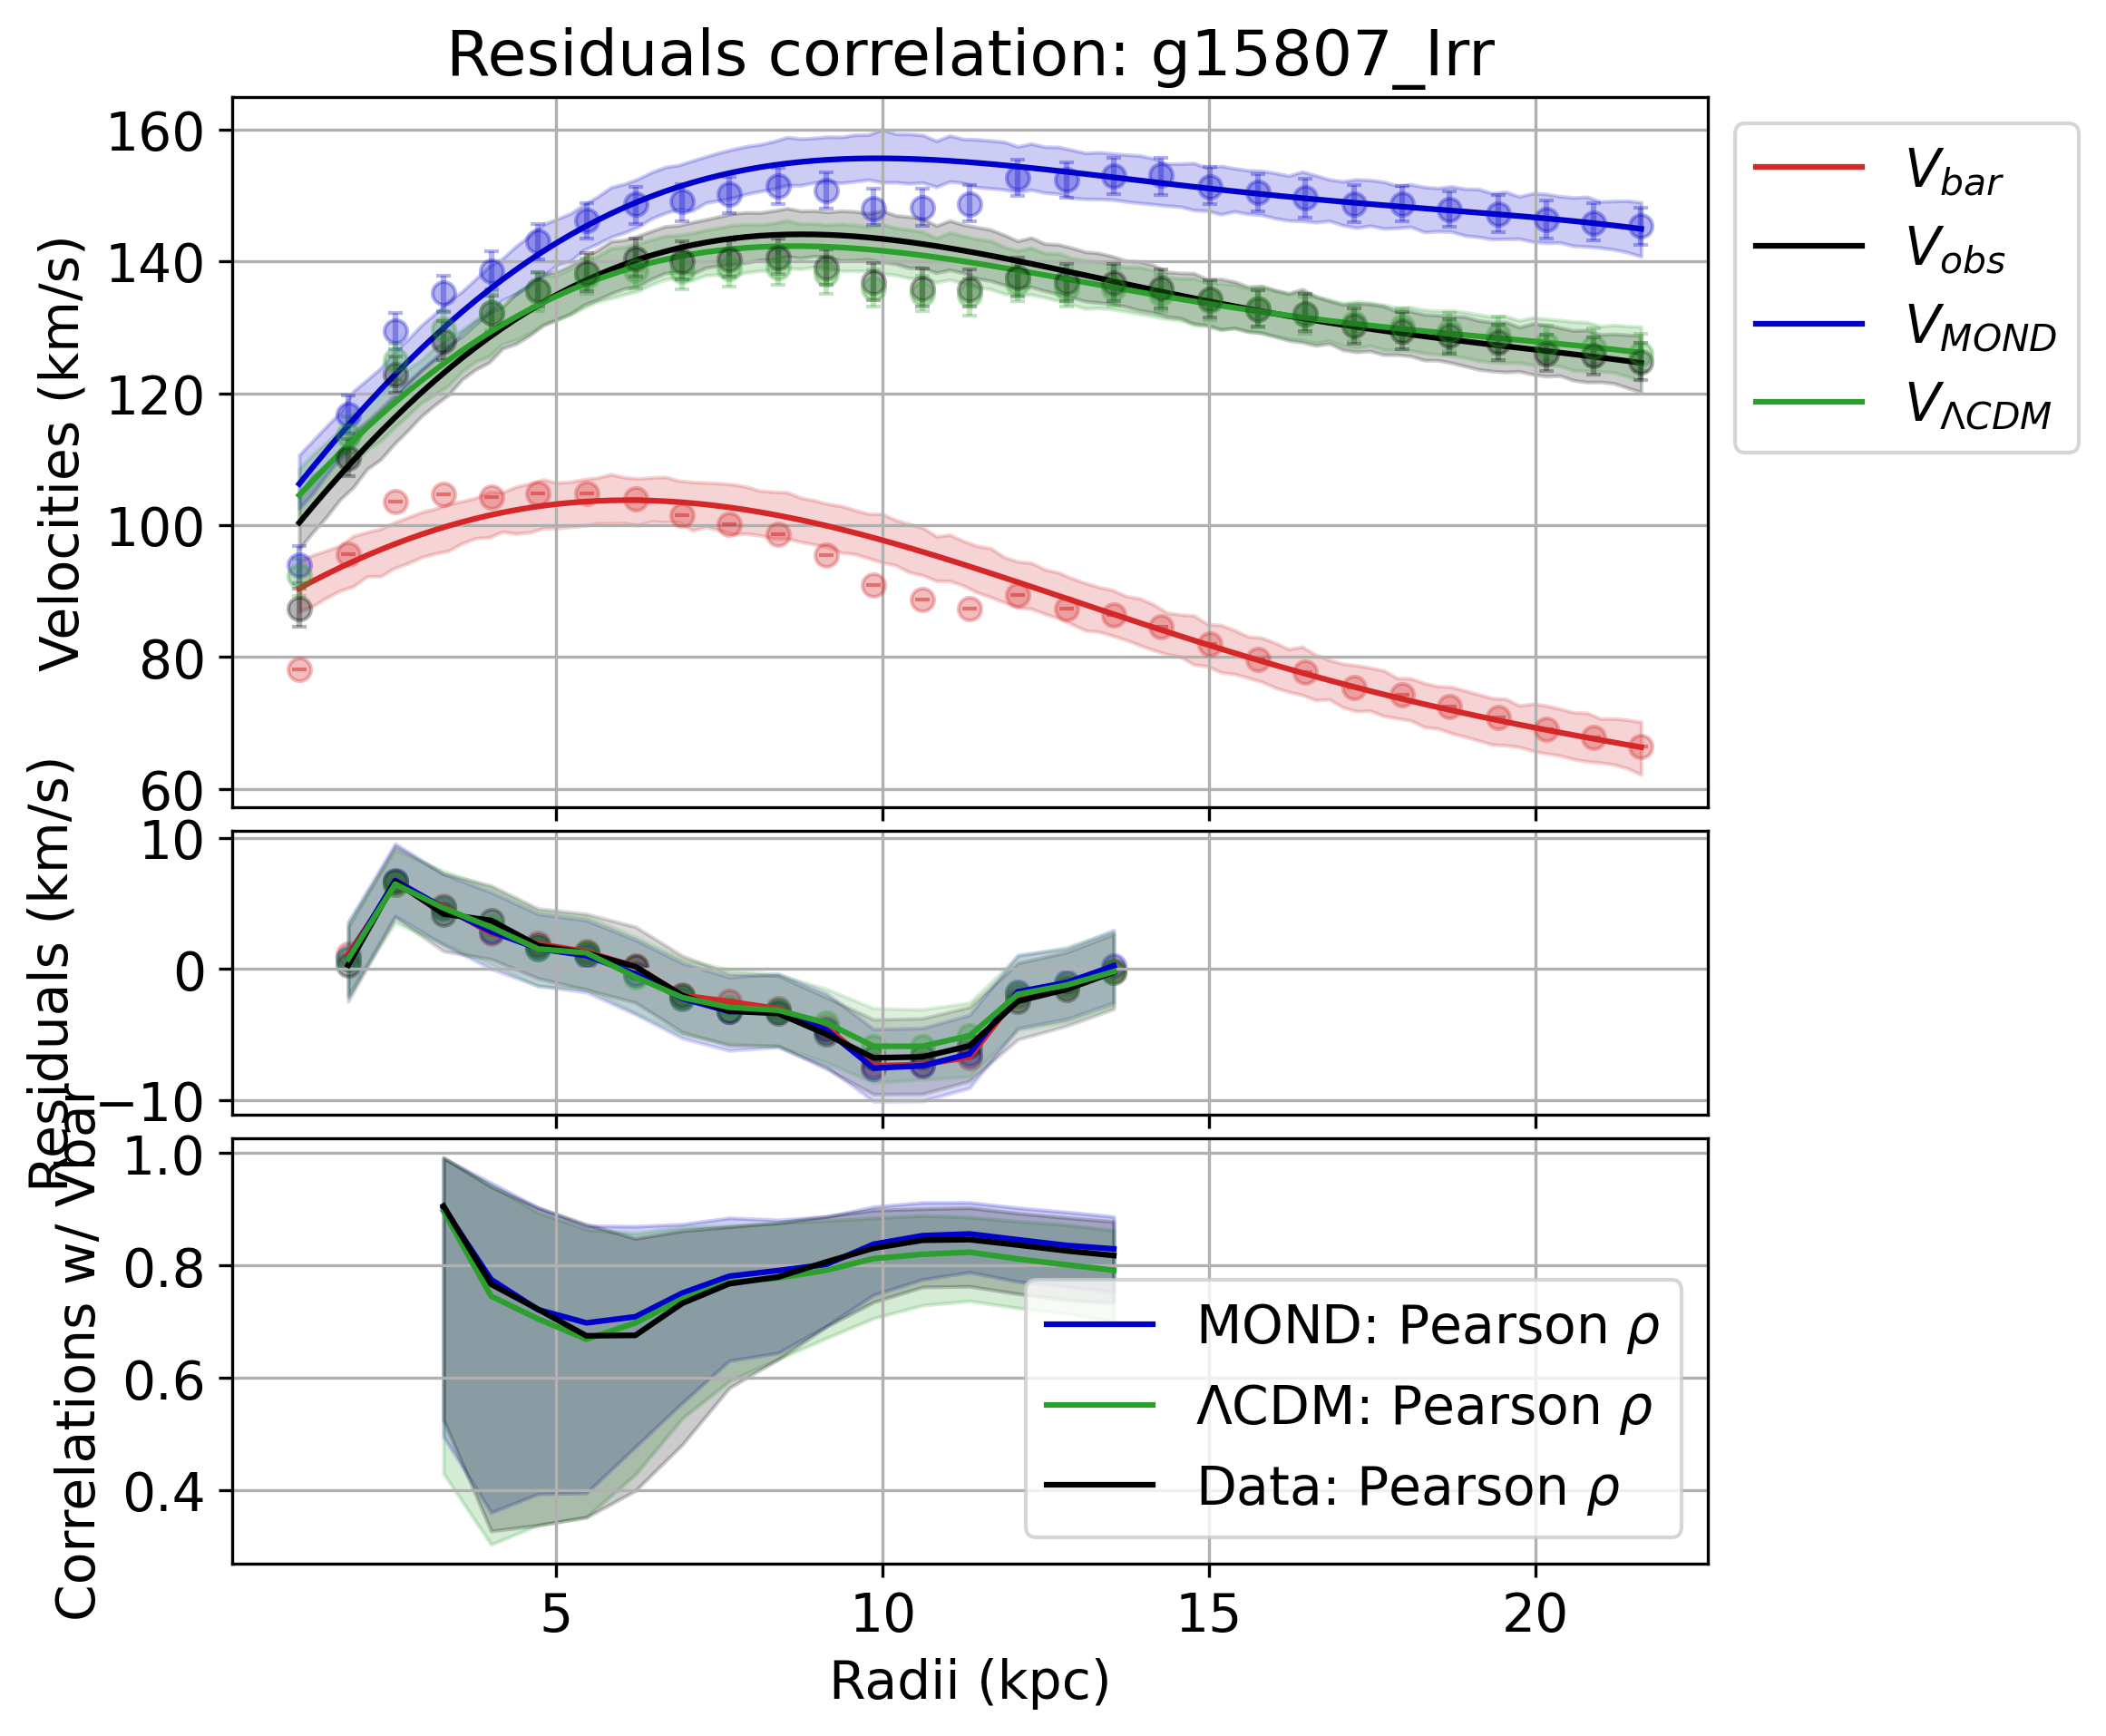 Residuals correlation: g15807_Irr
Velocities (km/s)
160
140
120
100
80
60
V_bar
V_obs
V_MOND
V_ΛCDM
Residuals (km/s)
10
0
−10
Correlations w/ Vbar
1.0
0.8
0.6
0.4
MOND: Pearson ρ
ΛCDM: Pearson ρ
Data: Pearson ρ
5 10 15 20
Radii (kpc)